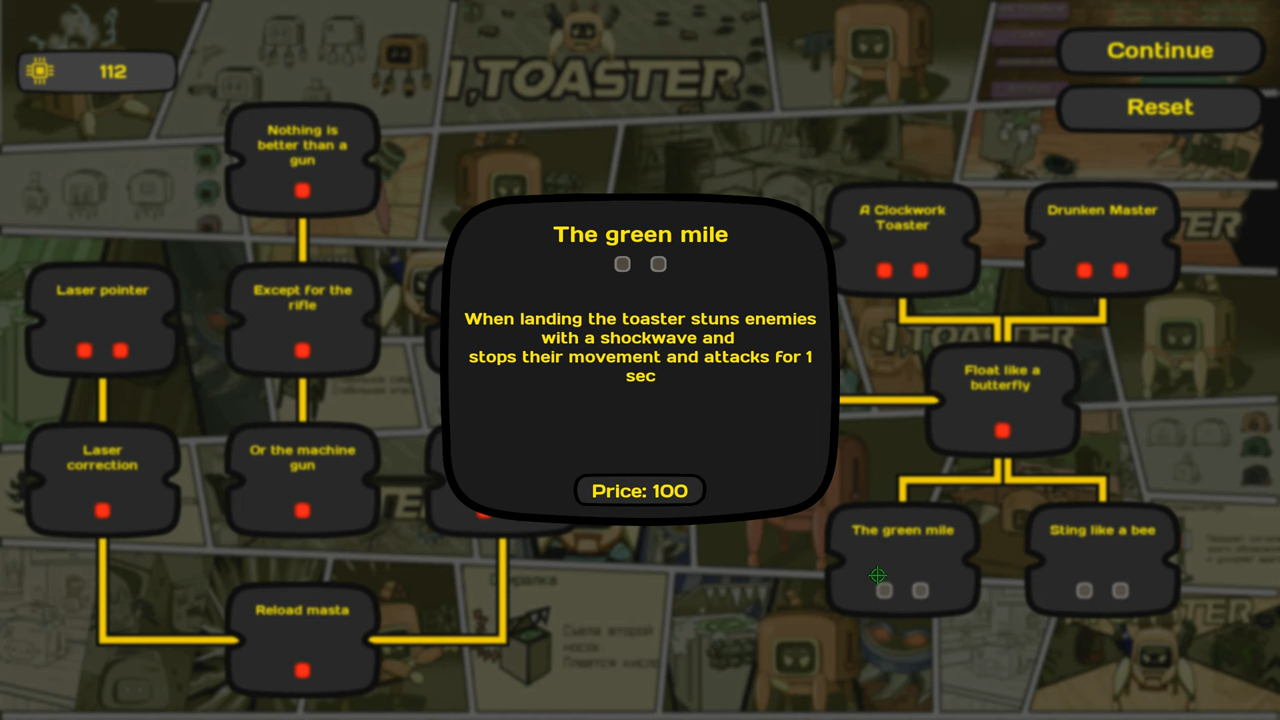 112
I,TOASTER
Continue
Reset
Nothing is
better than a
gun
Laser pointer
Except for the
rifle
Laser
correction
Or the machine
gun
Reload masta
The green mile
When landing the toaster stuns enemies
with a shockwave and
stops their movement and attacks for 1
sec
Price: 100
A Clockwork
Toaster
Drunken Master
Float like a
butterfly
The green mile
Sting like a bee